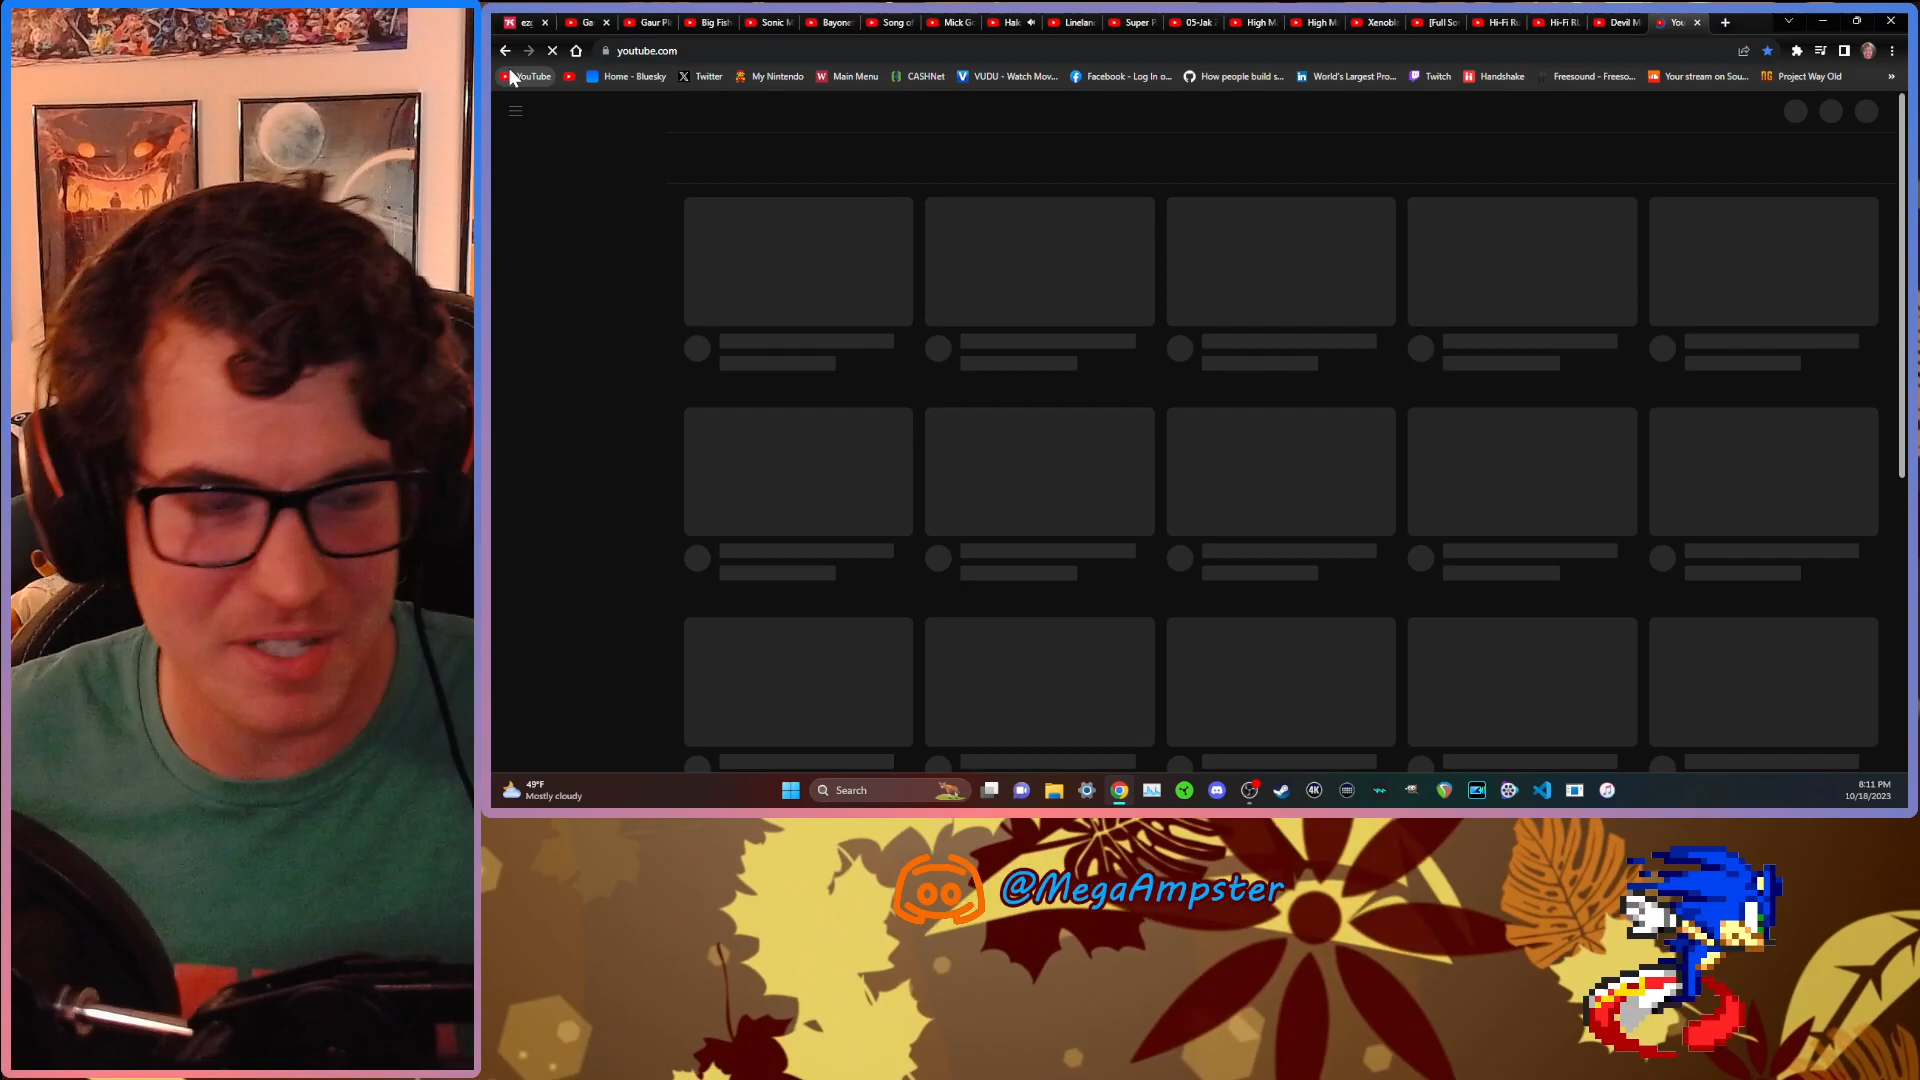 Gaur Pl
Big Fish
Sonic M
Bayone
Song of
Mick Go
Linelan
Super P
05-Jak
High M
High M
Xenobl
[Full So
Hi-Fi Ru
Hi-Fi RU
Devil M
You
youtube.com
YouTube
Home - Bluesky
Twitter
My Nintendo
Main Menu
CASHNet
VUDU - Watch Mov...
Facebook - Log In o...
How people build s...
World's Largest Pro...
Twitch
Handshake
Freesound - Freeso...
Your stream on Sou...
Project Way Old
»
49°F
Mostly cloudy
Search
4K
8:11 PM
10/18/2023
@MegaAmpster